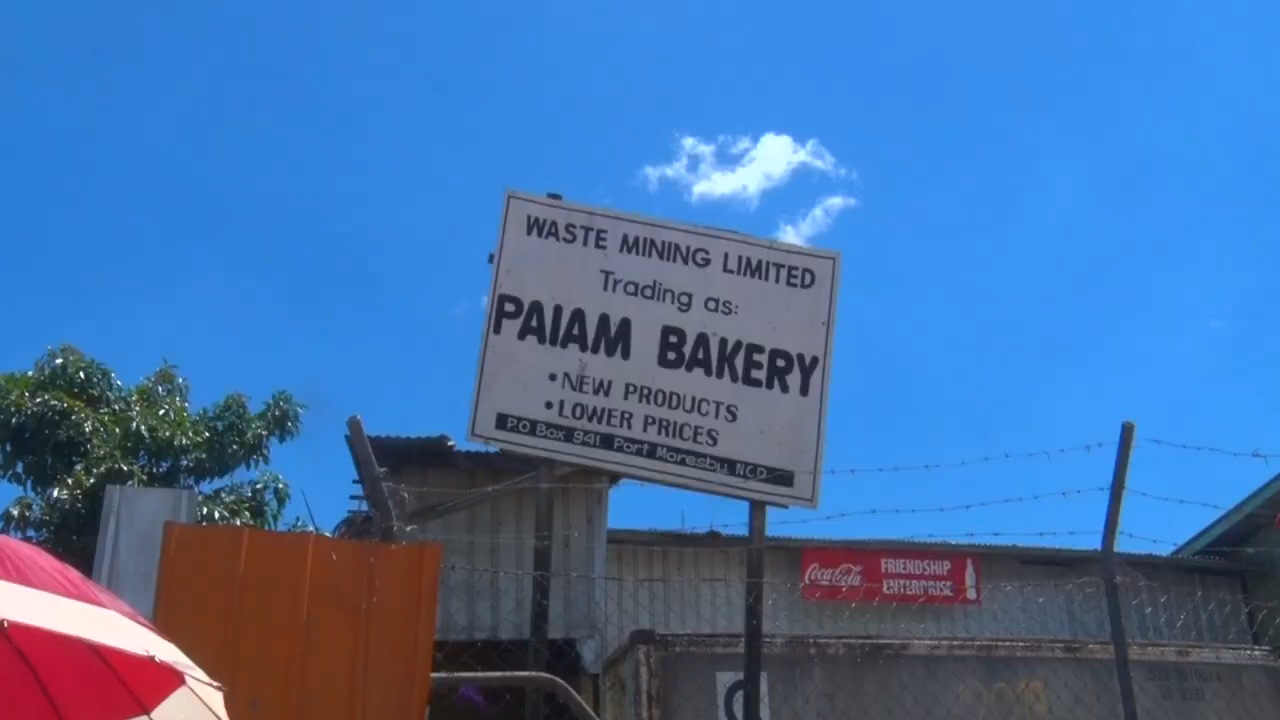 WASTE MINING LIMITED
Trading as:
PAIAM BAKERY
• NEW PRODUCTS
• LOWER PRICES
P.O Box 941 Port Moresby NCD
Coca-Cola
FRIENDSHIP
ENTERPRISE